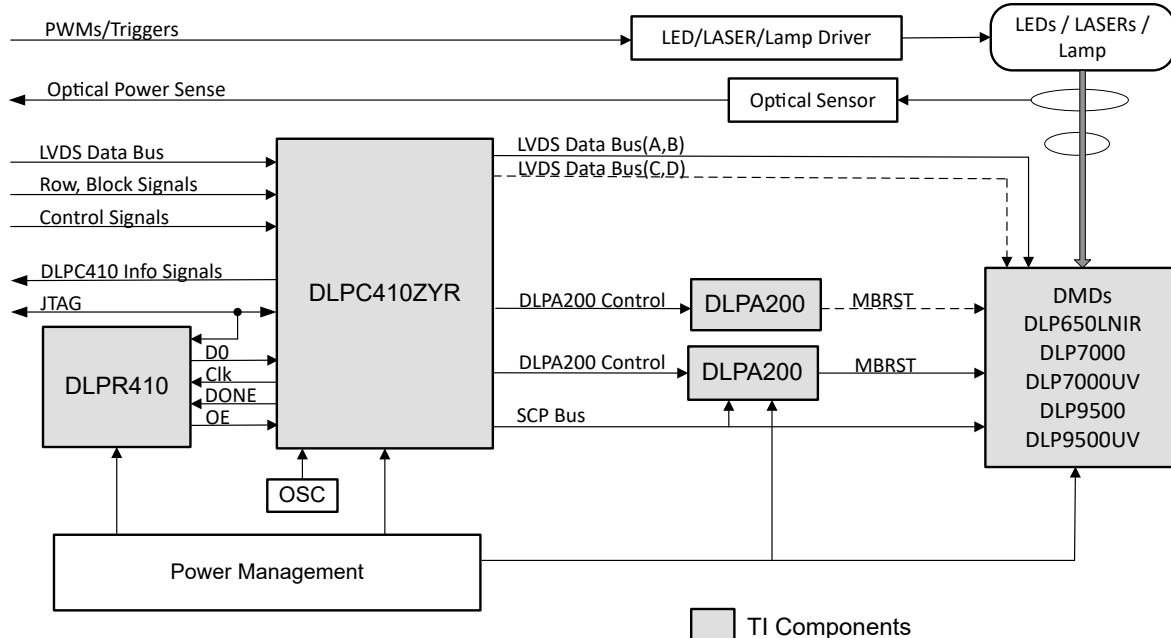 PWMs/Triggers
LED/LASER/Lamp Driver
LEDs / LASERs /
Lamp
Optical Power Sense
Optical Sensor
LVDS Data Bus
LVDS Data Bus(A,B)
LVDS Data Bus(C,D)
Row, Block Signals
Control Signals
DLPC410 Info Signals
JTAG
DLPC410ZYR
DLPA200 Control
DLPA200
MBRST
DLPA200 Control
DLPA200
MBRST
SCP Bus
DMDs
DLP650LNIR
DLP7000
DLP7000UV
DLP9500
DLP9500UV
DLPR410
D0
Clk
DONE
OE
OSC
Power Management
TI Components